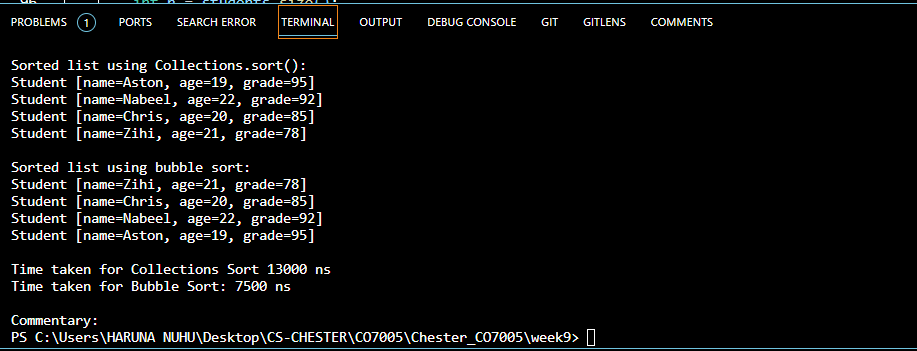 int n = students.size();
PROBLEMS 1 PORTS SEARCH ERROR TERMINAL OUTPUT DEBUG CONSOLE GIT GITLENS COMMENTS
Sorted list using Collections.sort():
Student [name=Aston, age=19, grade=95]
Student [name=Nabeel, age=22, grade=92]
Student [name=Chris, age=20, grade=85]
Student [name=Zihi, age=21, grade=78]
Sorted list using bubble sort:
Student [name=Zihi, age=21, grade=78]
Student [name=Chris, age=20, grade=85]
Student [name=Nabeel, age=22, grade=92]
Student [name=Aston, age=19, grade=95]
Time taken for Collections Sort 13000 ns
Time taken for Bubble Sort: 7500 ns
Commentary:
PS C:\Users\HARUNA NUHU\Desktop\CS-CHESTER\CO7005\Chester_CO7005\week9>